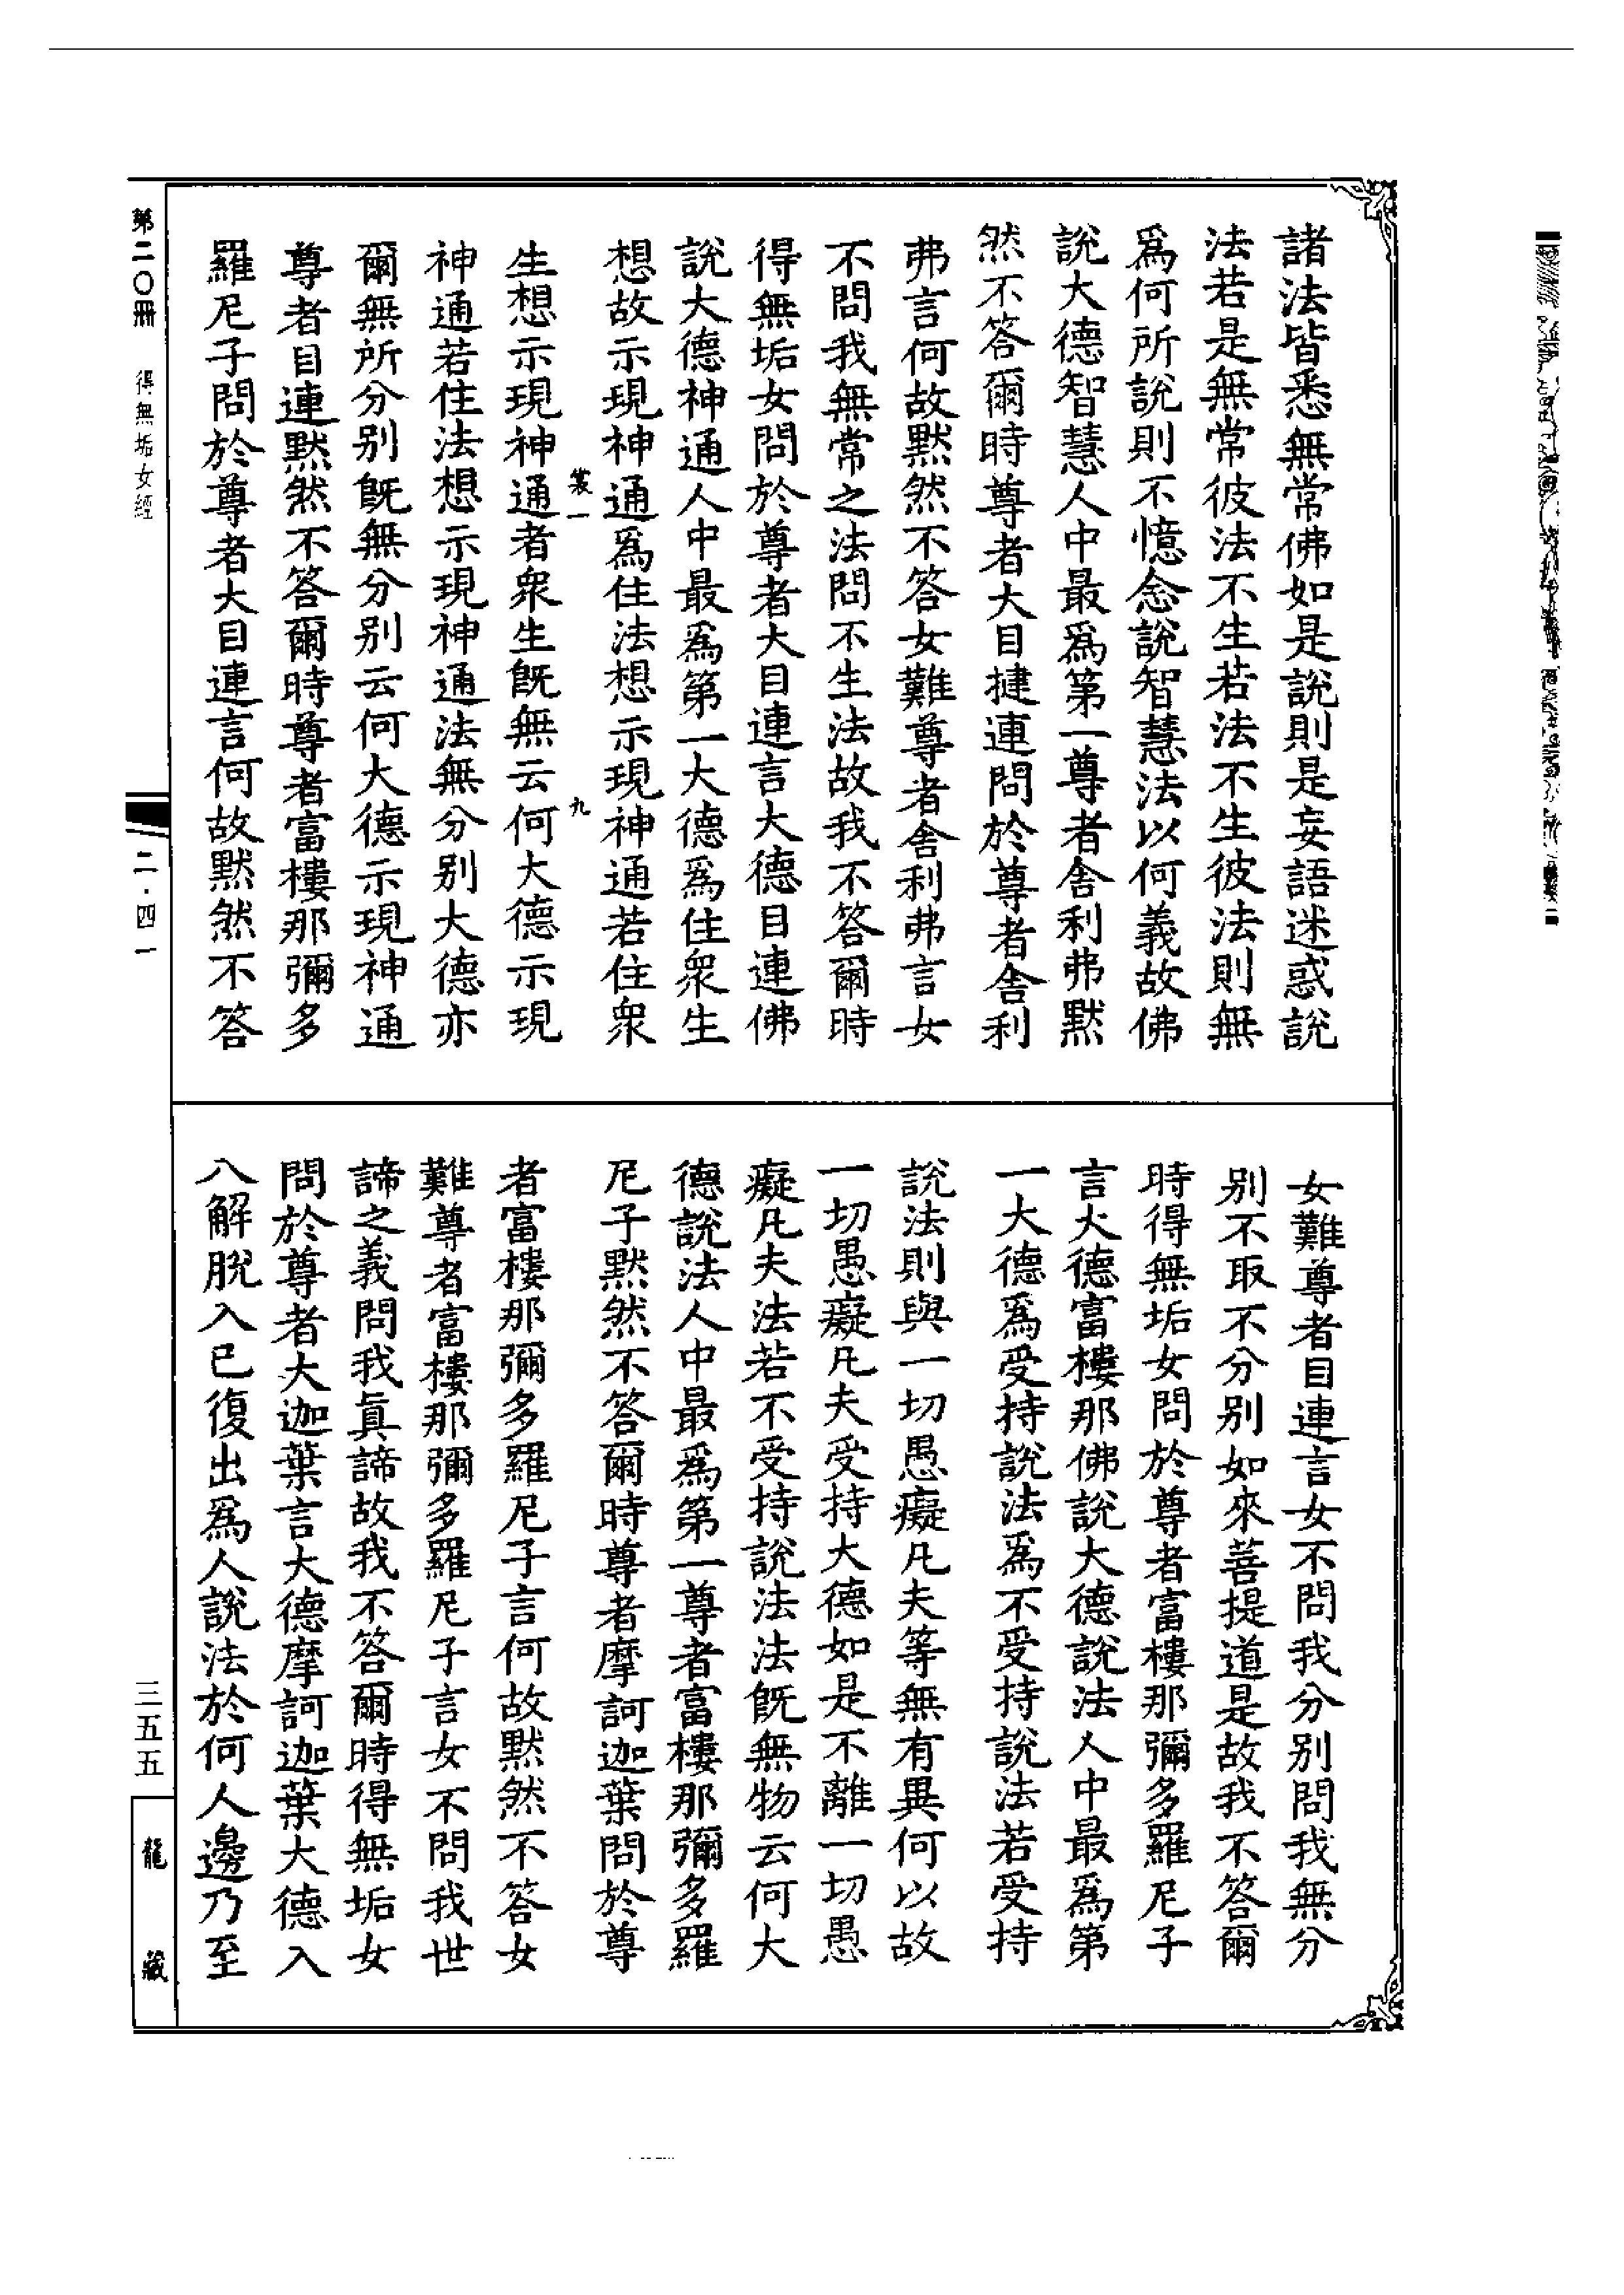 諸法皆悉無常佛如是說則是妄語迷惑說
法若是無常彼法不生若法不生彼法則無
爲何所說則不憶念說智慧法以何義故佛
說大德智慧人中最爲第一尊者舍利弗默
然不答爾時尊者大目揵連問於尊者舍利
弗言何故默然不答女難尊者舍利弗言女
不問我無常之法問不生法故我不答爾時
得無垢女問於尊者大目連言大德目連佛
說大德神通人中最爲第一大德爲住衆生
想故示現神通爲住法想示現神通若住衆
裳一 九
生想示現神通者衆生旣無云何大德示現
神通若住法想示現神通法無分別大德亦
爾無所分別旣無分別云何大德示現神通
尊者目連默然不答爾時尊者富樓那彌多
羅尼子問於尊者大目連言何故默然不答
女難尊者目連言女不問我分別問我無分
別不取不分別如來菩提道是故我不答爾
時得無垢女問於尊者富樓那彌多羅尼子
言大德富樓那佛說大德說法人中最爲第
一大德爲受持說法爲不受持說法若受持
說法則與一切愚癡凡夫等無有異何以故
一切愚癡凡夫受持大德如是不離一切愚
癡凡夫法若不受持說法法旣無物云何大
德說法人中最爲第一尊者富樓那彌多羅
尼子默然不答爾時尊者摩訶迦葉問於尊
者富樓那彌多羅尼子言何故默然不答女
難尊者富樓那彌多羅尼子言女不問我世
諦之義問我眞諦故我不答爾時得無垢女
問於尊者大迦葉言大德摩訶迦葉大德入
八解脫入已復出爲人說法於何人邊乃至
第二〇冊 得無垢女經
二·四一
三五五
龍藏